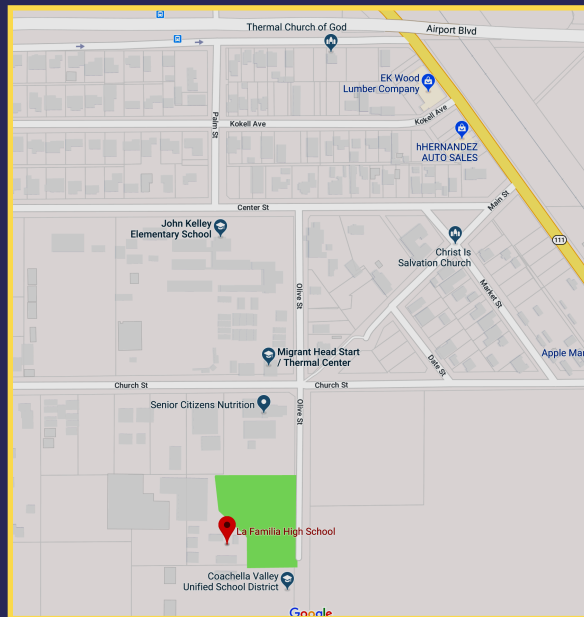 Thermal Church of God
Airport Blvd
EK Wood
Lumber Company
Palm St
Kokell Ave
Kokell Ave
hHERNANDEZ
AUTO SALES
Center St
Main St
John Kelley
Elementary School
Christ Is
Salvation Church
111
Olive St
Market St
Migrant Head Start
/ Thermal Center
Date St
Apple Mar
Church St
Church St
Senior Citizens Nutrition
Olive St
La Familia High School
Coachella Valley
Unified School District
Google